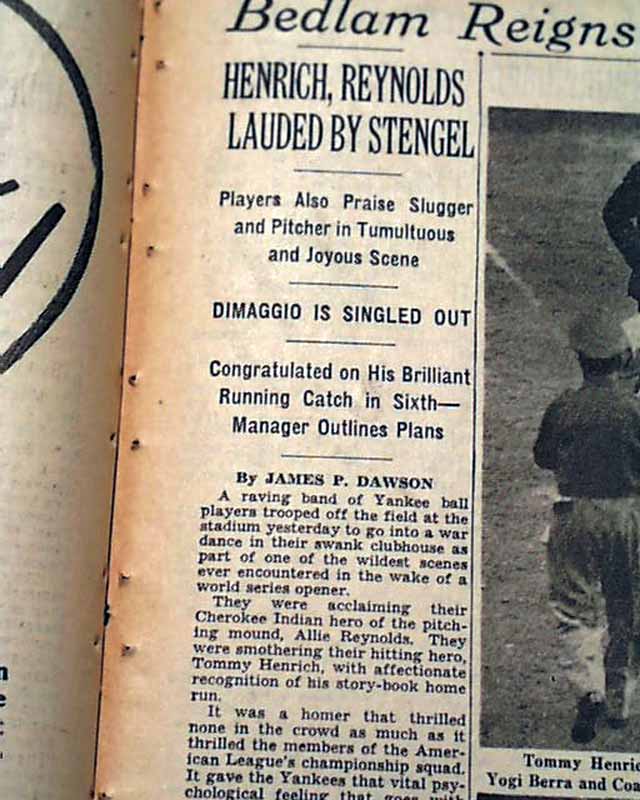 Bedlam Reigns
HENRICH, REYNOLDS
LAUDED BY STENGEL
Players Also Praise Slugger
and Pitcher in Tumultuous
and Joyous Scene
DIMAGGIO IS SINGLED OUT
Congratulated on His Brilliant
Running Catch in Sixth—
Manager Outlines Plans
By JAMES P. DAWSON
A raving band of Yankee ball
players trooped off the field at the
stadium yesterday to go into a war
dance in their swank clubhouse as
part of one of the wildest scenes
ever encountered in the wake of a
world series opener.
They were acclaiming their
Cherokee Indian hero of the pitch-
ing mound, Allie Reynolds. They
were smothering their hitting hero,
Tommy Henrich, with affectionate
recognition of his story-book home
run.
It was a homer that thrilled
none in the crowd as much as it
thrilled the members of the Amer-
ican League's championship squad.
It gave the Yankees that vital psy-
chological feeling that goes with
Tommy Henric
Yogi Berra and Co